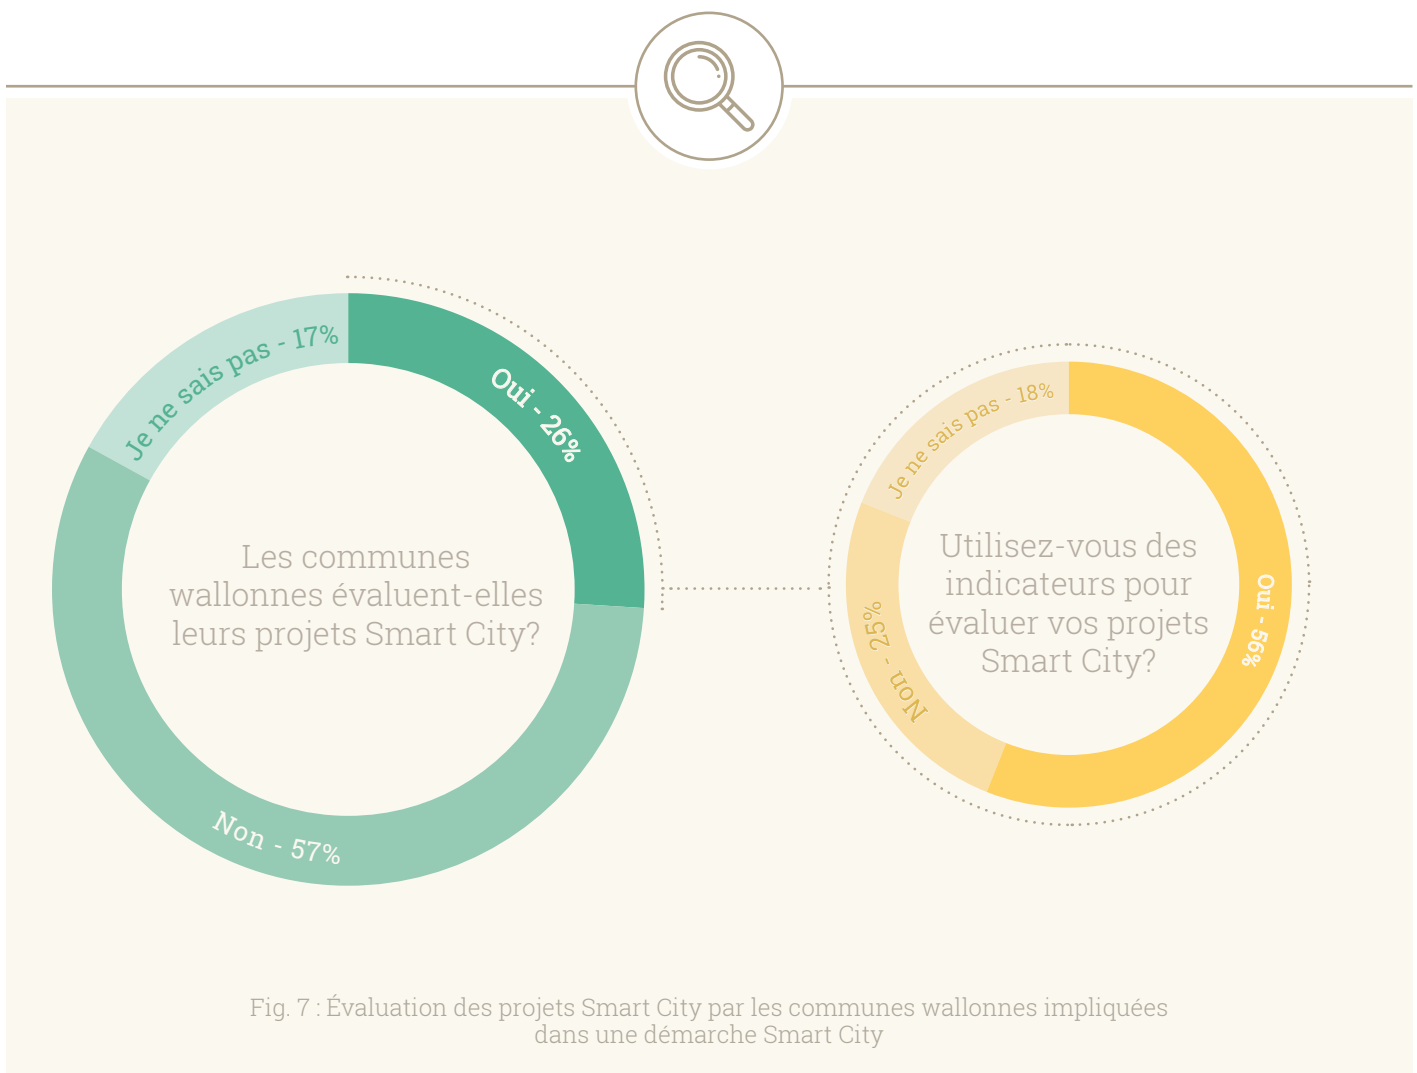 Je ne sais pas - 17%
Oui - 26%
Les communes
wallonnes évaluent-elles
leurs projets Smart City?
Non - 57%
Je ne sais pas - 18%
Utilisez-vous des
indicateurs pour
évaluer vos projets
Smart City?
Oui - 56%
Non - 25%
Fig. 7 : Évaluation des projets Smart City par les communes wallonnes impliquées
dans une démarche Smart City